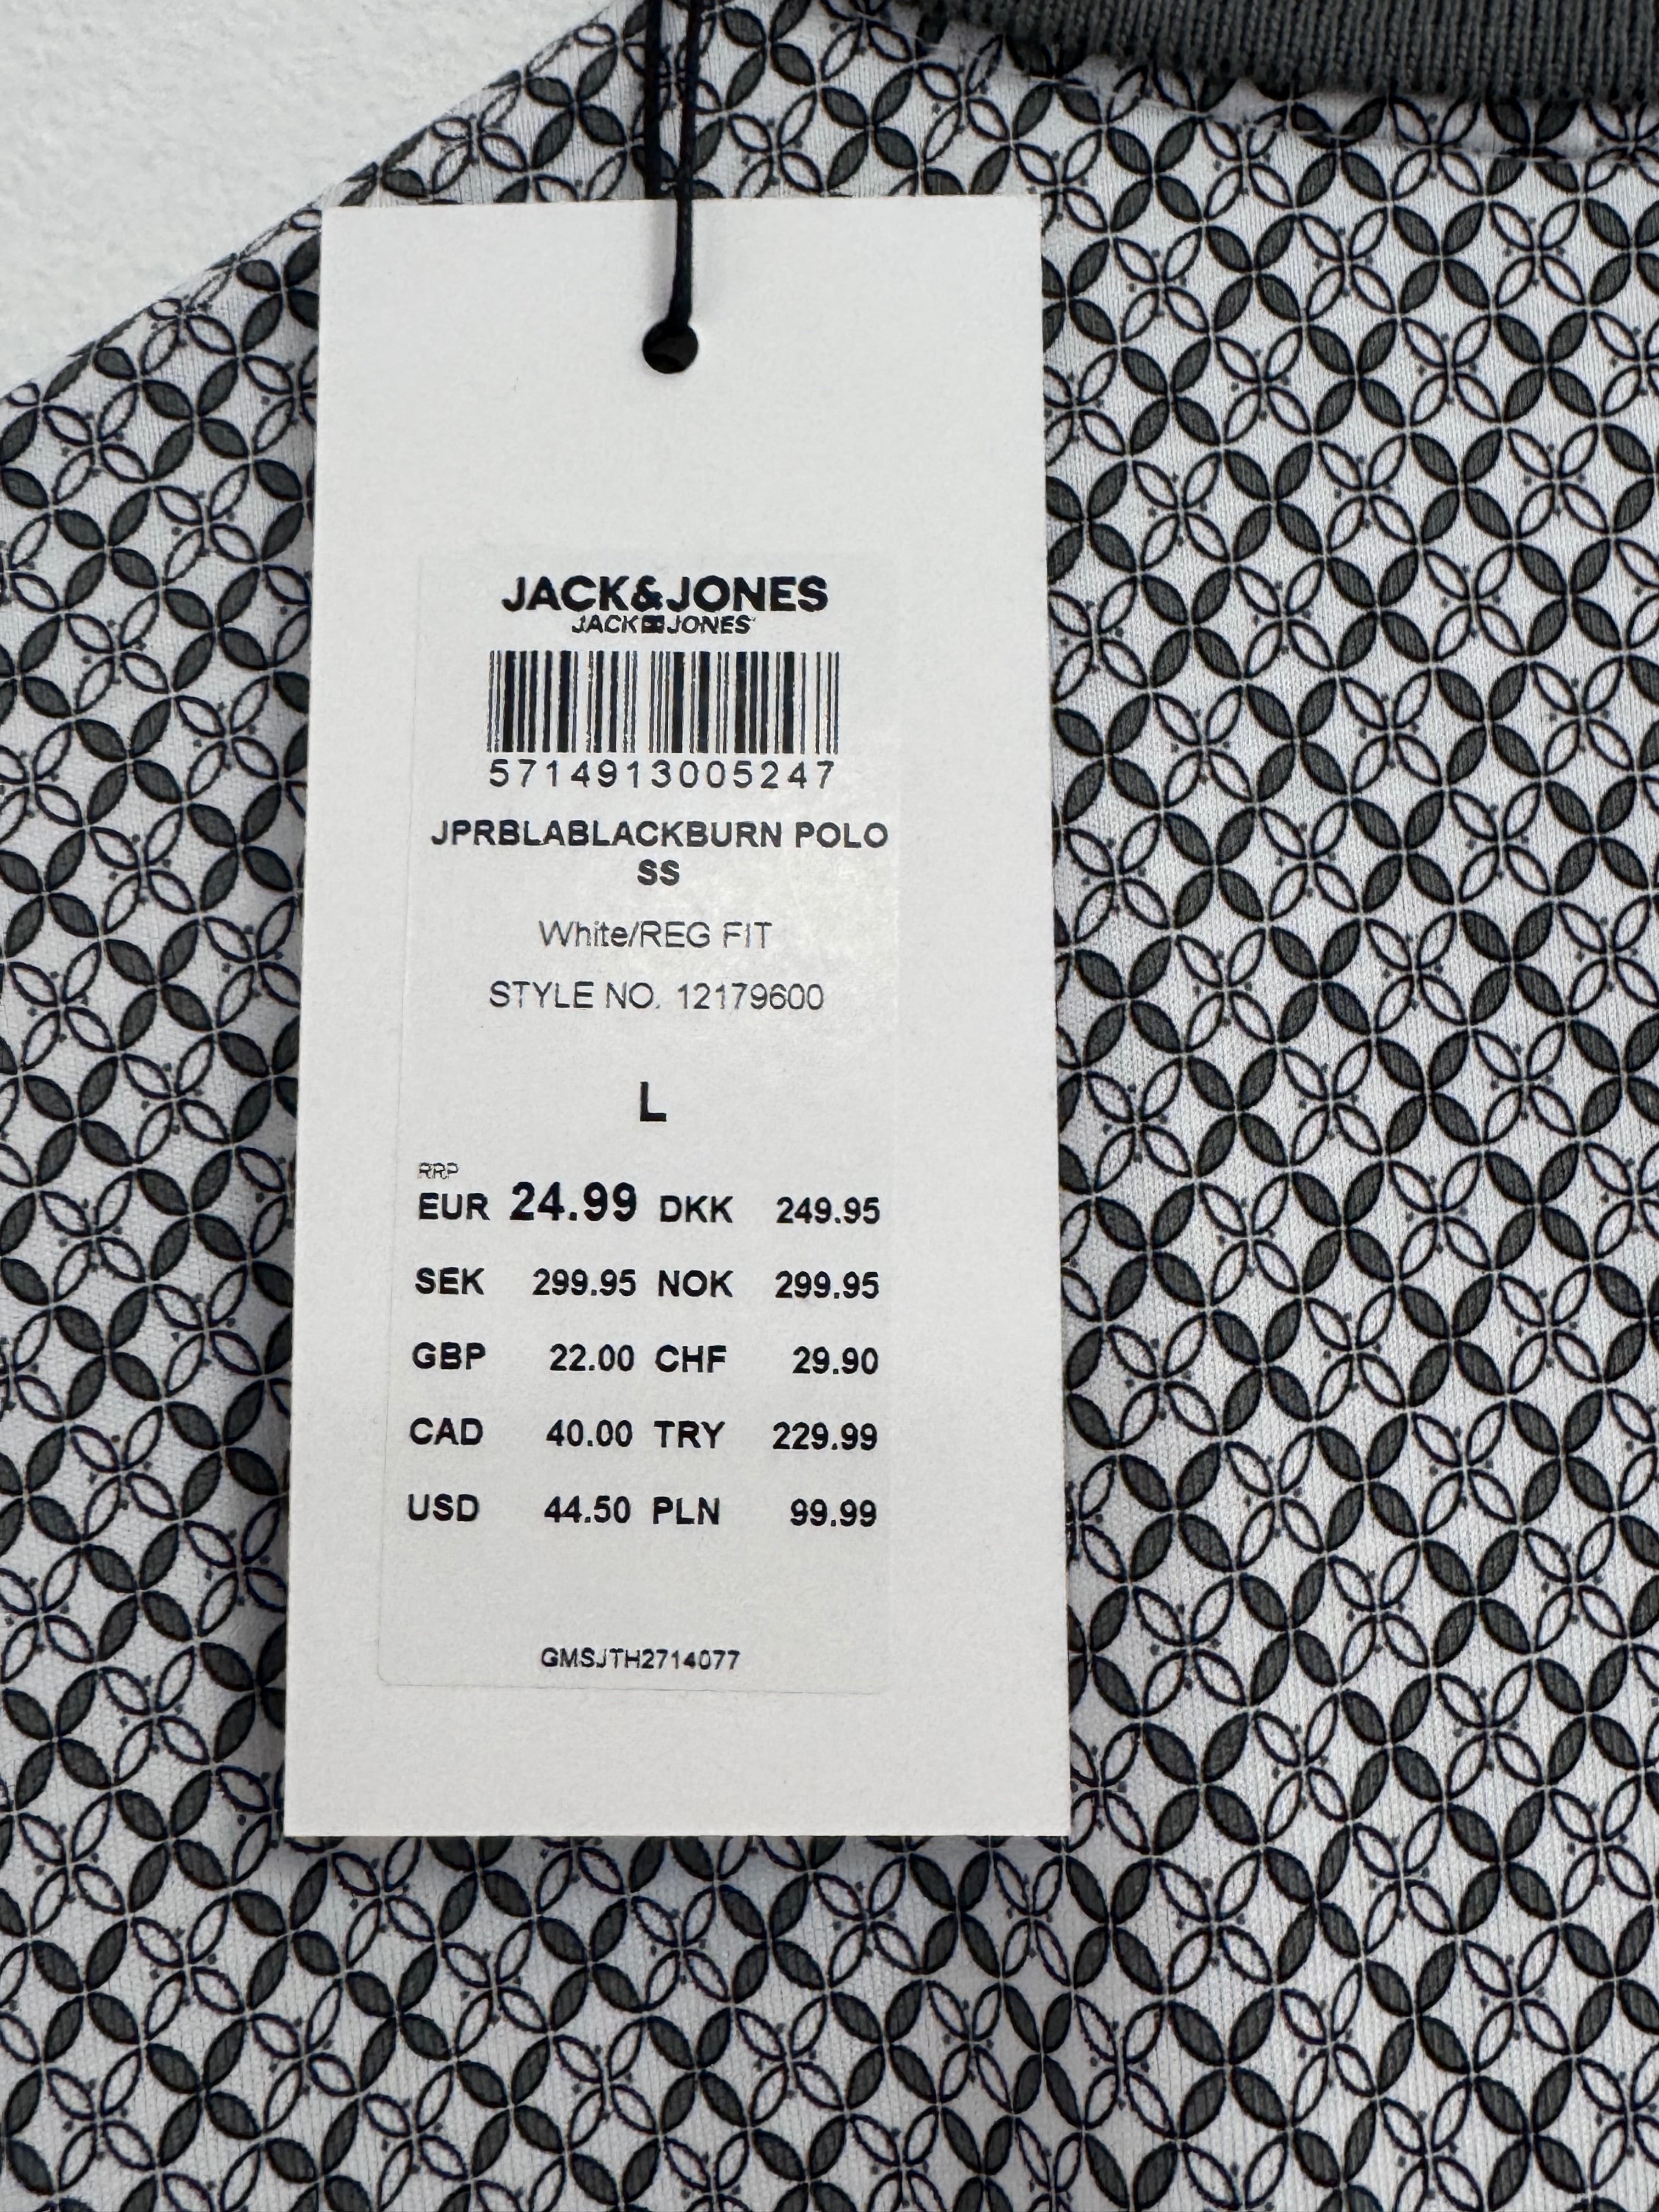 JACK&JONES
JACK JONES
5714913005247
JPRBLABLACKBURN POLO
SS
White/REG FIT
STYLE NO. 12179600
L
RRP
EUR 24.99 DKK 249.95
SEK 299.95 NOK 299.95
GBP 22.00 CHF 29.90
CAD 40.00 TRY 229.99
USD 44.50 PLN 99.99
GMSJTH2714077